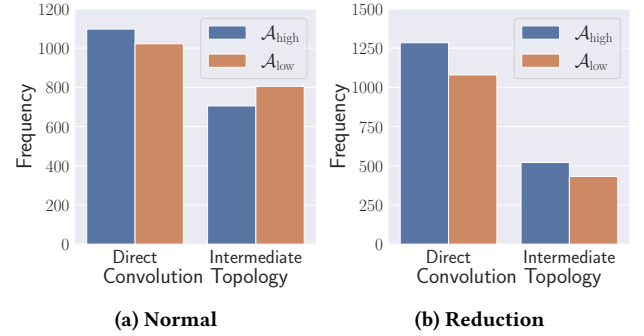 1200
1000
800
600
400
200
0
Frequency
𝒜high
𝒜low
Direct Intermediate
Convolution Topology
(a) Normal
1500
1250
1000
750
500
250
0
Frequency
𝒜high
𝒜low
Direct Intermediate
Convolution Topology
(b) Reduction